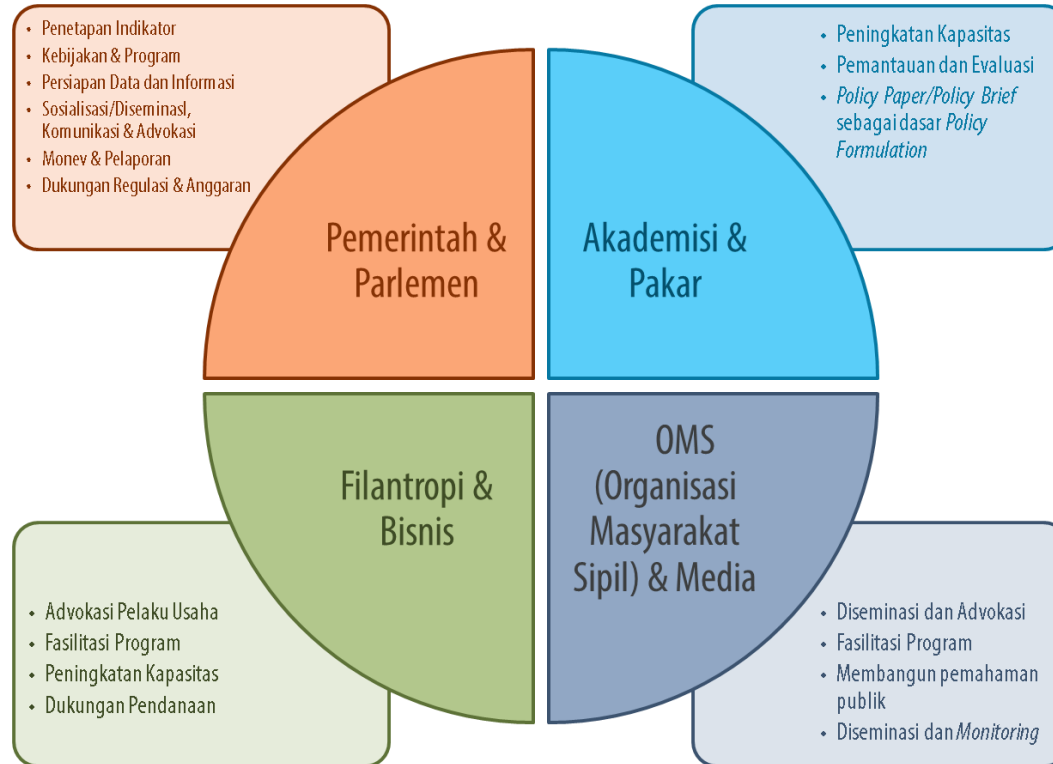 • Penetapan Indikator
• Kebijakan & Program
• Persiapan Data dan Informasi
• Sosialisasi/Diseminasl,
Komunikasi & Advokasi
• Monev & Pelaporan
• Dukungan Regulasi & Anggaran
• Peningkatan Kapasitas
• Pemantauan dan Evaluasi
• Policy Paper/Policy Brief
sebagai dasar Policy
Formulation
Pemerintah &
Parlemen
Akademisi &
Pakar
Filantropi &
Bisnis
OMS
(Organisasi
Masyarakat
Sipil) & Media
• Advokasi Pelaku Usaha
• Fasilitasi Program
• Peningkatan Kapasitas
• Dukungan Pendanaan
• Diseminasi dan Advokasi
• Fasilitasi Program
• Membangun pemahaman
publik
• Diseminasi dan Monitoring